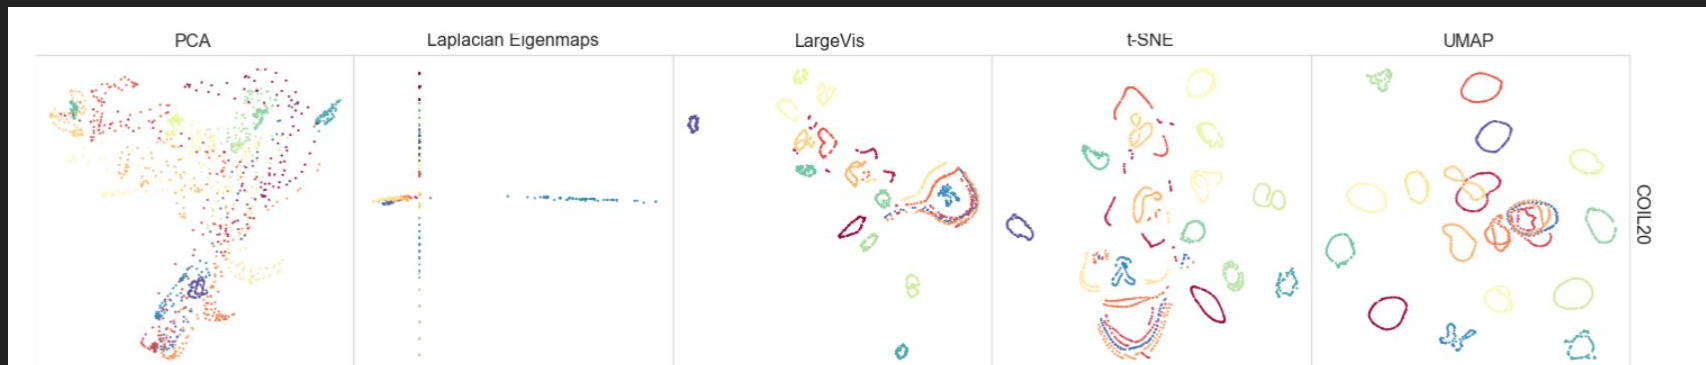 PCA
Laplacian Eigenmaps
LargeVis
t-SNE
UMAP
COIL20